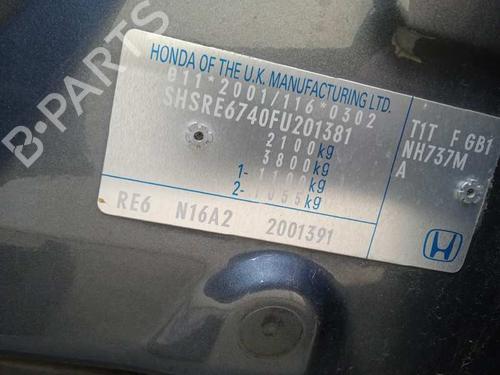 B-PARTS
HONDA OF THE U.K. MANUFACTURING LTD.
e11*2001/116*0302
SHSRE6740FU201381
2100kg
3800kg
1- 1100kg
2- 1055kg
T1T F GB1
NH737M
A
RE6 N16A2 2001391